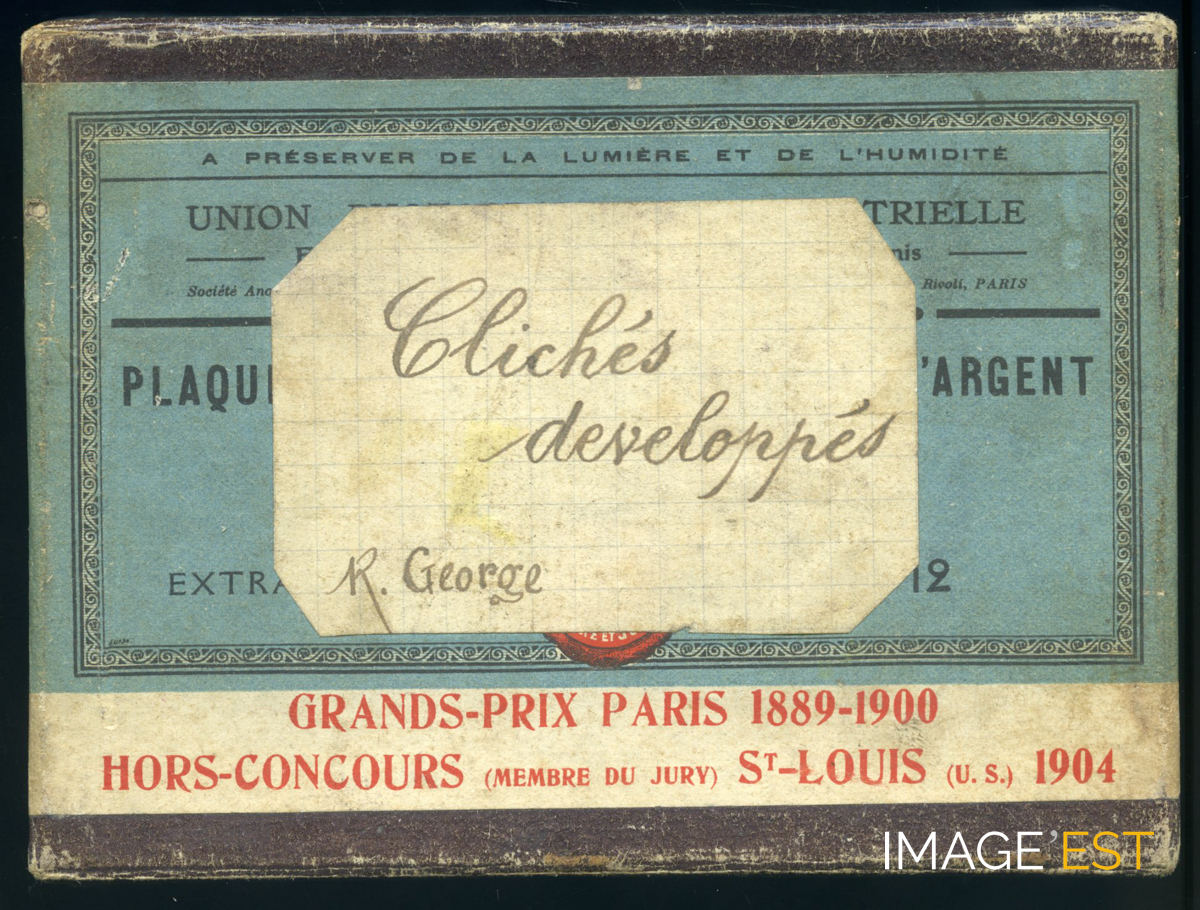 A PRÉSERVER DE LA LUMIÈRE ET DE L'HUMIDITÉ
UNION TRIELLE
nis
Société Ano Rivoli, PARIS
PLAQU 'ARGENT
Clichés
developpés
EXTRA 12
R. George
GRANDS-PRIX PARIS 1889-1900
HORS-CONCOURS (MEMBRE DU JURY) ST-LOUIS (U. S.) 1904
IMAGE'EST